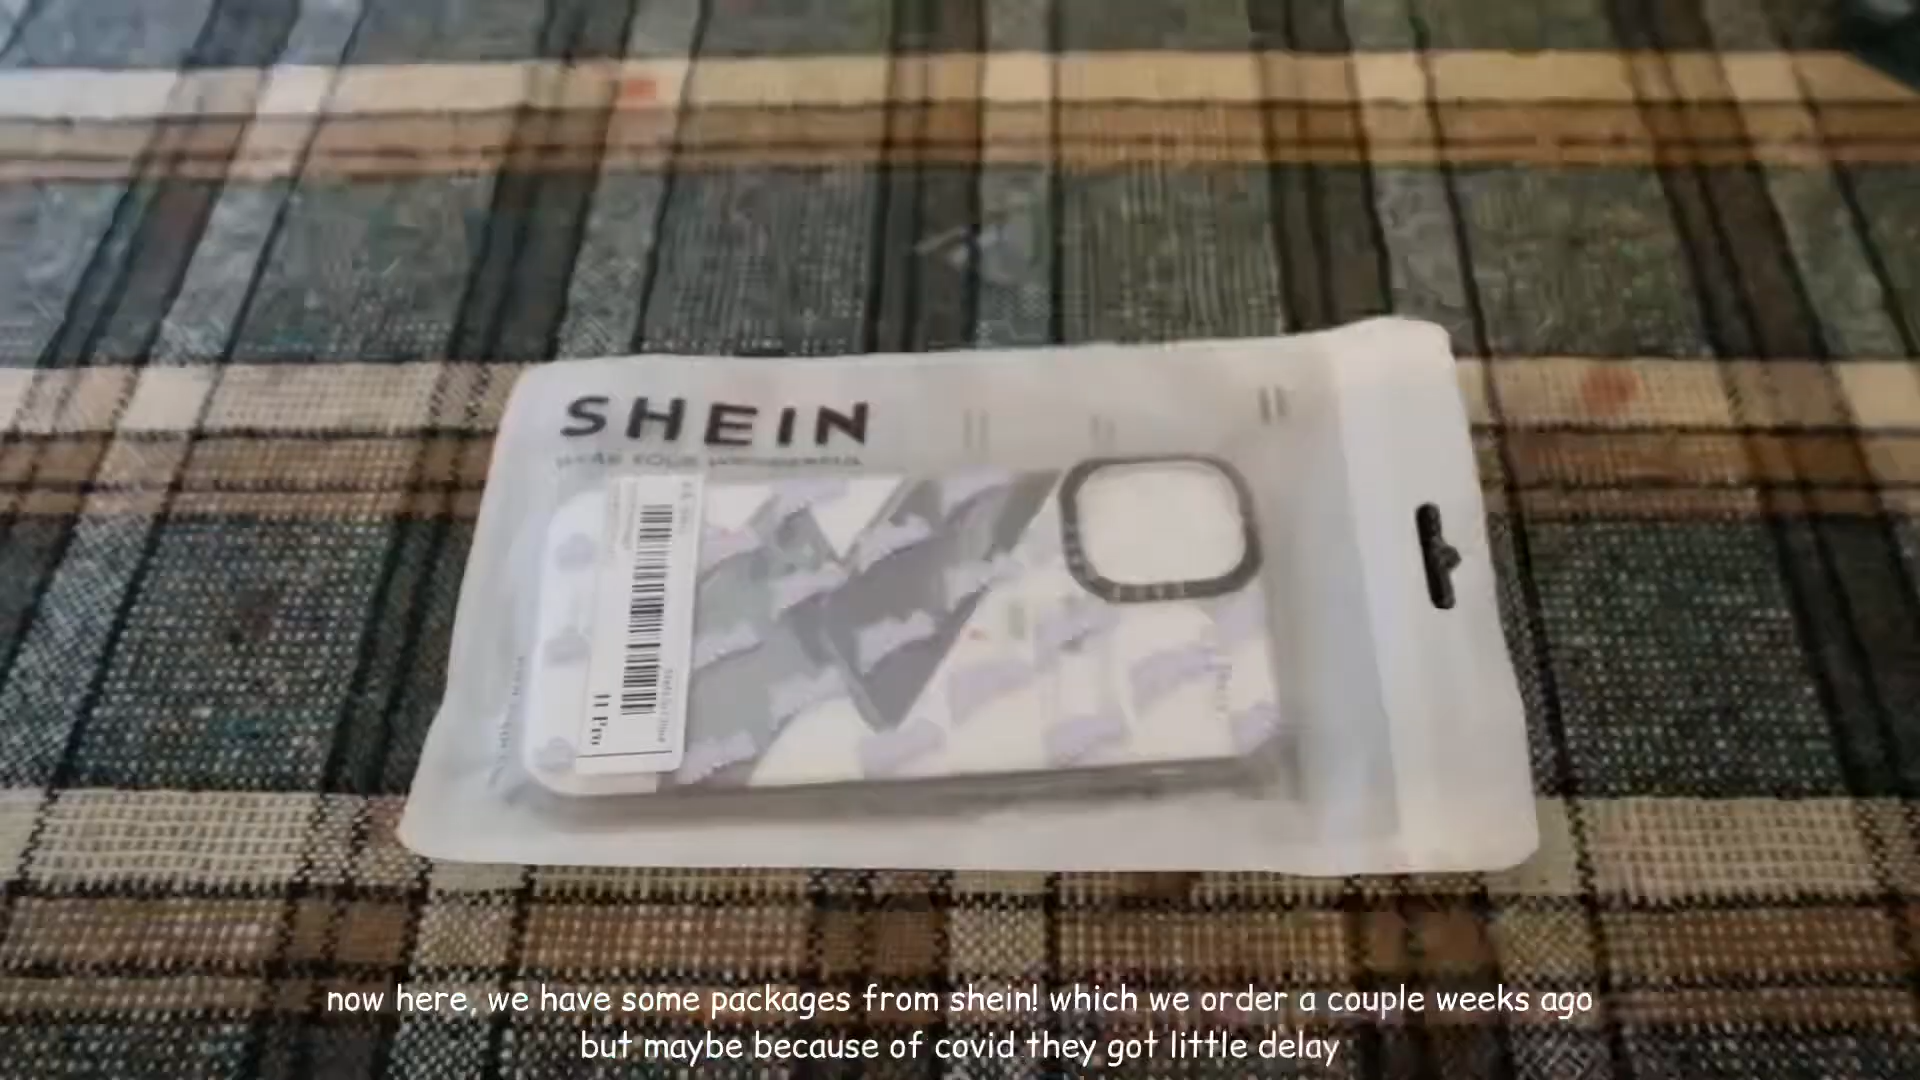 SHEIN
11 Pro
now here, we have some packages from shein! which we order a couple weeks ago
but maybe because of covid they got little delay